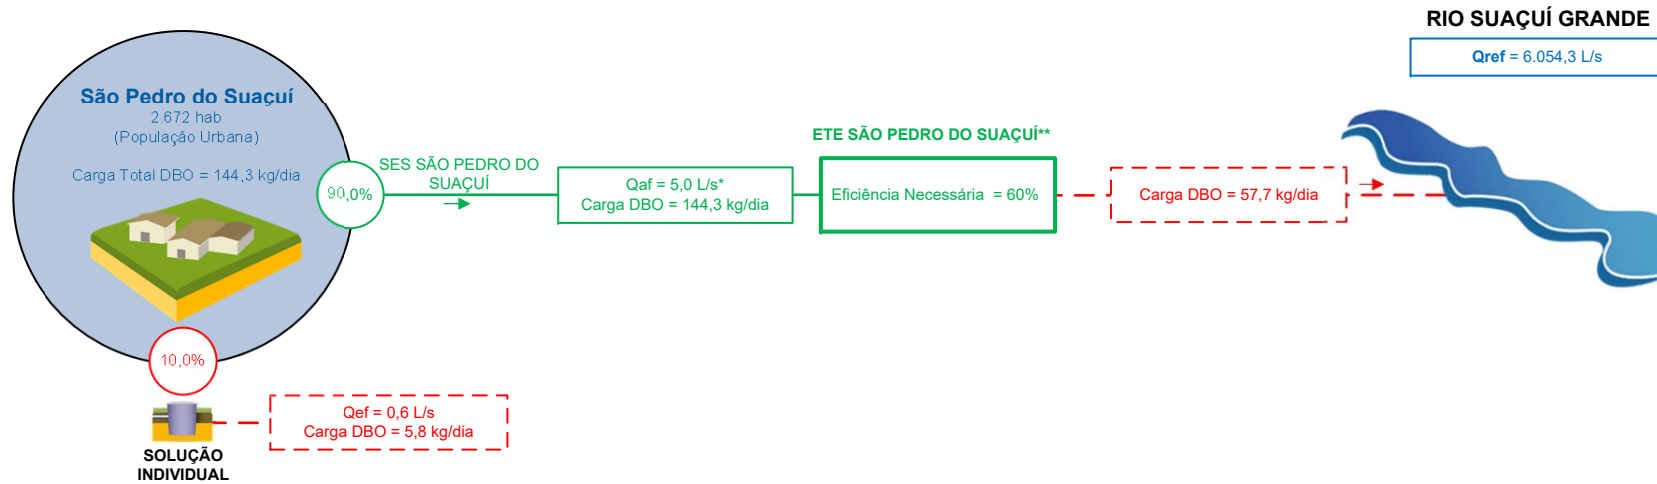 RIO SUAÇUÍ GRANDE
Qref = 6.054,3 L/s
São Pedro do Suaçuí
2.672 hab
(População Urbana)
Carga Total DBO = 144,3 kg/dia
90,0%
SES SÃO PEDRO DO
SUAÇUÍ
Qaf = 5,0 L/s*
Carga DBO = 144,3 kg/dia
ETE SÃO PEDRO DO SUAÇUÍ**
Eficiência Necessária = 60%
Carga DBO = 57,7 kg/dia
10,0%
Qef = 0,6 L/s
Carga DBO = 5,8 kg/dia
SOLUÇÃO
INDIVIDUAL